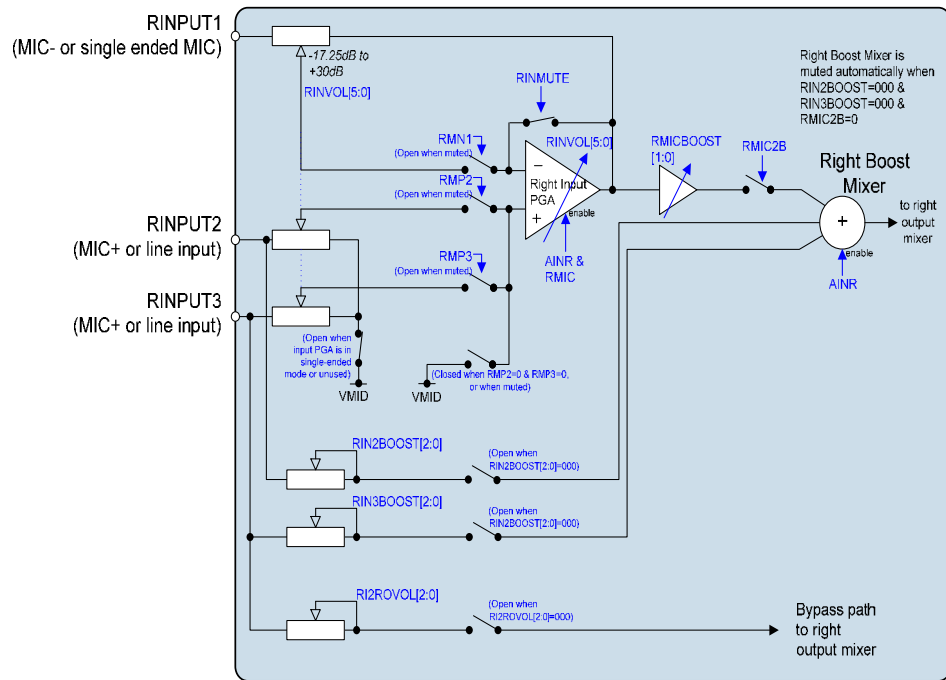 RINPUT1
(MIC- or single ended MIC)
-17.25dB to
+30dB
RINVOL[5:0]
RINMUTE
Right Boost Mixer is
muted automatically when
RIN2BOOST=000 &
RIN3BOOST=000 &
RMIC2B=0
RMN1
(Open when muted)
RINVOL[5:0]
RMICBOOST
[1:0]
RMIC2B
Right Boost
Mixer
RMP2
(Open when muted)
−
Right Input
PGA
+
enable
+
enable
to right
output
mixer
RINPUT2
(MIC+ or line input)
RMP3
(Open when muted)
AINR &
RMIC
AINR
RINPUT3
(MIC+ or line input)
(Open when
input PGA is in
single-ended
mode or unused)
VMID
(Closed when RMP2=0 & RMP3=0,
or when muted)
VMID
RIN2BOOST[2:0]
(Open when
RIN2BOOST[2:0]=000)
RIN3BOOST[2:0]
(Open when
RIN2BOOST[2:0]=000)
RI2ROVOL[2:0]
(Open when
RI2ROVOL[2:0]=000)
Bypass path
to right
output mixer